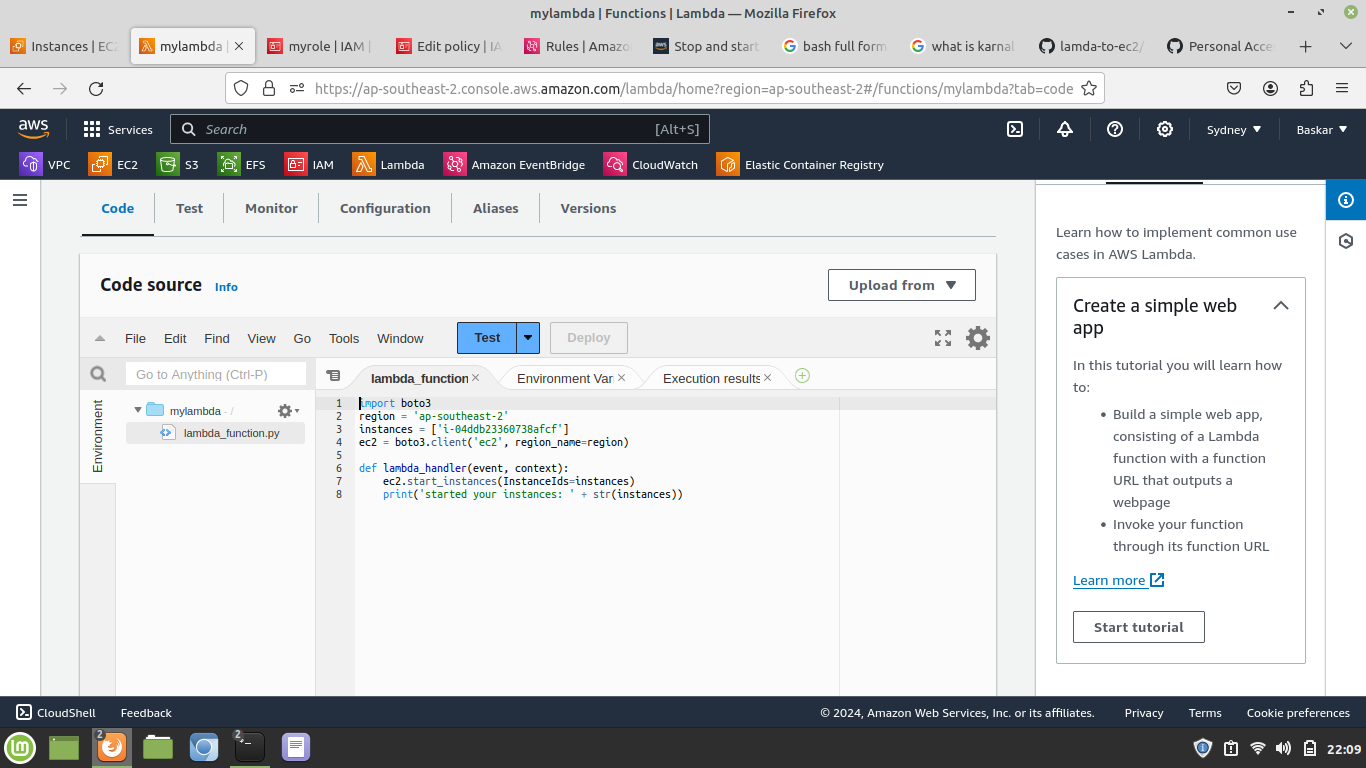 mylambda | Functions | Lambda — Mozilla Firefox
Instances | EC mylambda myrole | IAM Edit policy | IA Rules | Amazo Stop and start bash full form what is karnal lamda-to-ec2/ Personal Acce
https://ap-southeast-2.console.aws.amazon.com/lambda/home?region=ap-southeast-2#/functions/mylambda?tab=code
aws Services Search [Alt+S] Sydney Baskar
VPC EC2 S3 EFS IAM Lambda Amazon EventBridge CloudWatch Elastic Container Registry
Code Test Monitor Configuration Aliases Versions
Code source Info Upload from
File Edit Find View Go Tools Window Test Deploy
Go to Anything (Ctrl-P)
lambda_function Environment Var Execution results
Environment
mylambda - /
lambda_function.py
1 import boto3
2 region = 'ap-southeast-2'
3 instances = ['i-04ddb23360738afcf']
4 ec2 = boto3.client('ec2', region_name=region)
5
6 def lambda_handler(event, context):
7 ec2.start_instances(InstanceIds=instances)
8 print('started your instances: ' + str(instances))
Learn how to implement common use
cases in AWS Lambda.
Create a simple web
app
In this tutorial you will learn how
to:
• Build a simple web app,
consisting of a Lambda
function with a function
URL that outputs a
webpage
• Invoke your function
through its function URL
Learn more
Start tutorial
CloudShell Feedback © 2024, Amazon Web Services, Inc. or its affiliates. Privacy Terms Cookie preferences
2 2 22:09